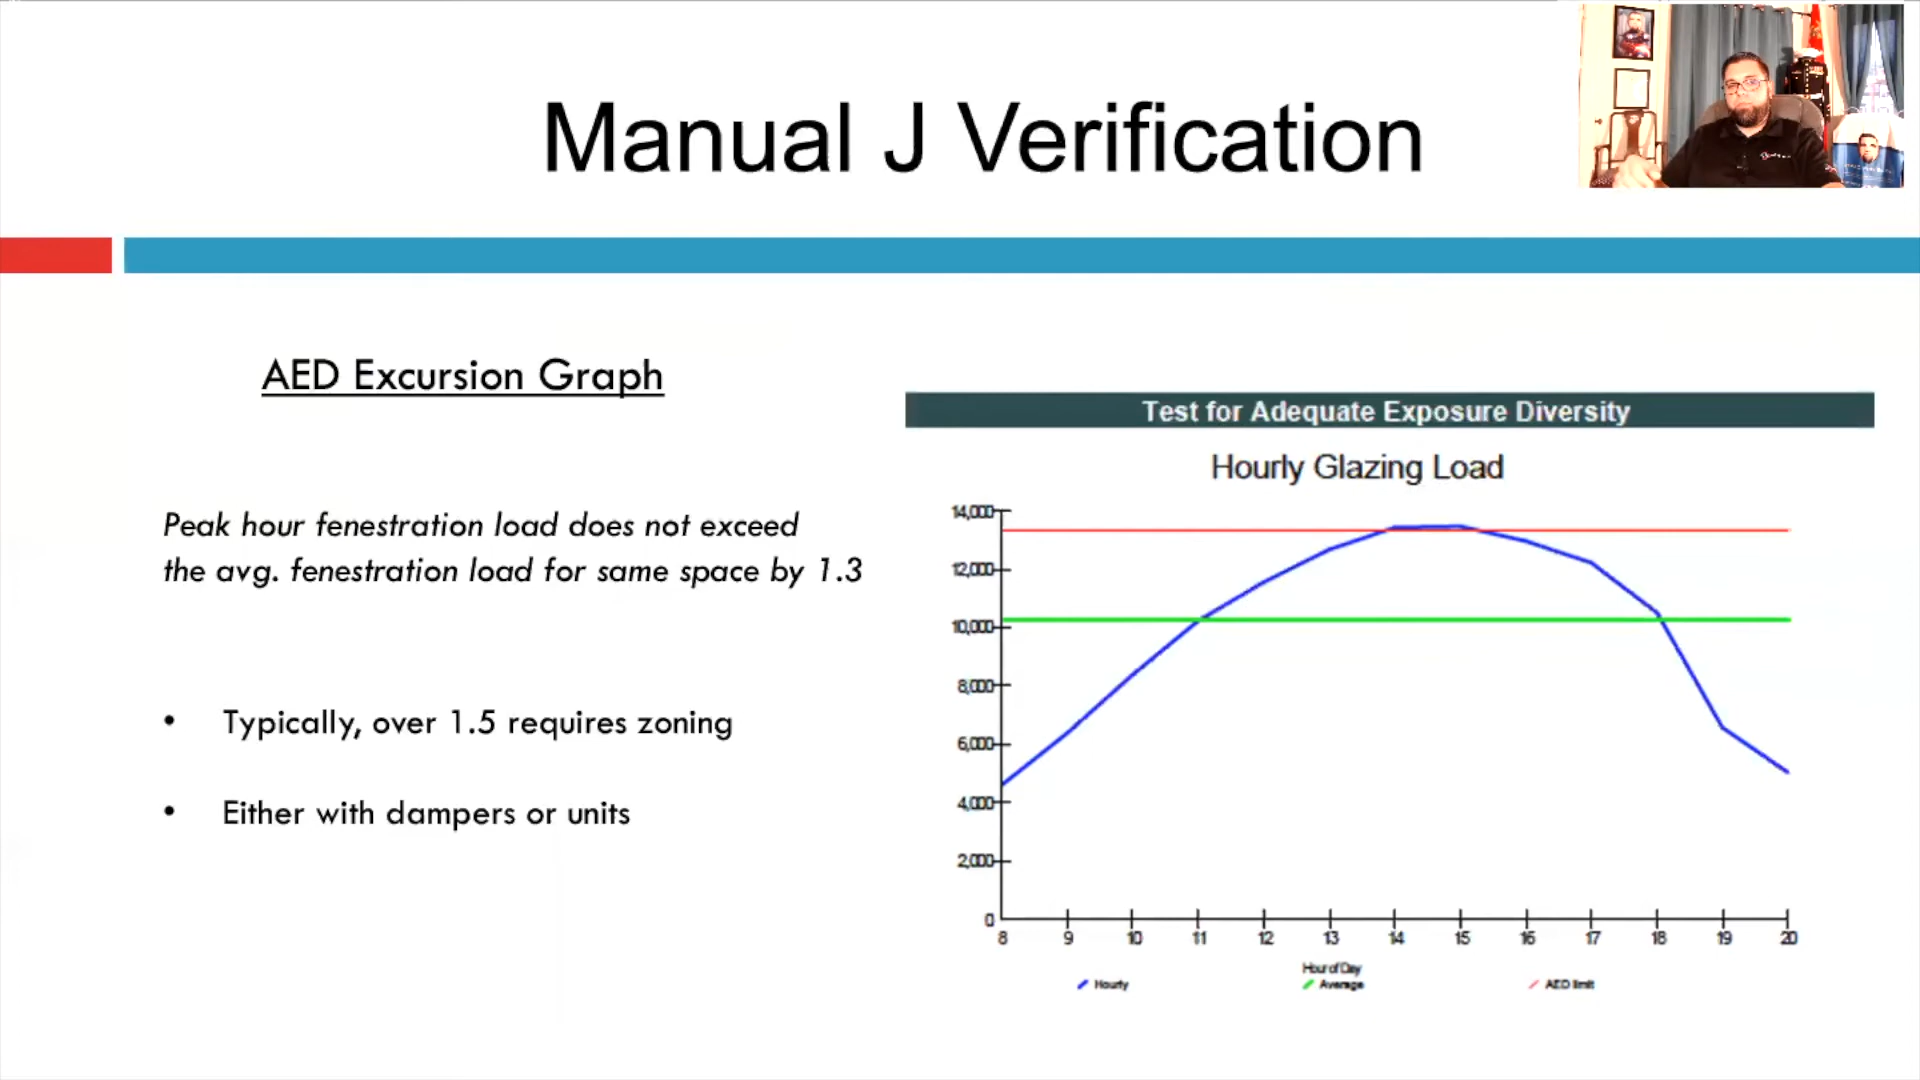 Manual J Verification
AED Excursion Graph
Peak hour fenestration load does not exceed
the avg. fenestration load for same space by 1.3
• Typically, over 1.5 requires zoning
• Either with dampers or units
Test for Adequate Exposure Diversity
Hourly Glazing Load
14,000
12,000
10,000
8,000
6,000
4,000
2,000
0
8 9 10 11 12 13 14 15 16 17 18 19 20
Hour of Day
Hourly Average AED limit